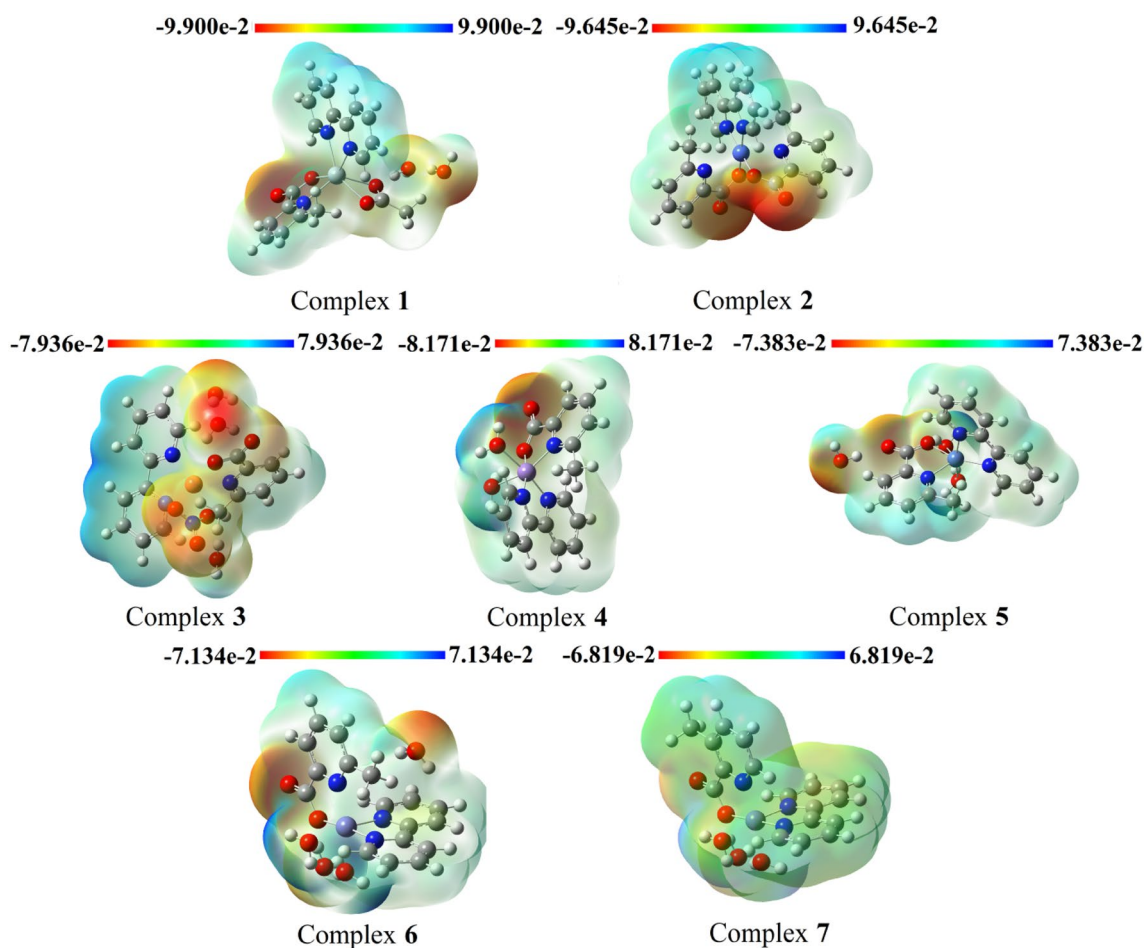 -9.900e-2 9.900e-2 -9.645e-2 9.645e-2
Complex 1 Complex 2
-7.936e-2 7.936e-2 -8.171e-2 8.171e-2 -7.383e-2 7.383e-2
Complex 3 Complex 4 Complex 5
-7.134e-2 7.134e-2 -6.819e-2 6.819e-2
Complex 6 Complex 7